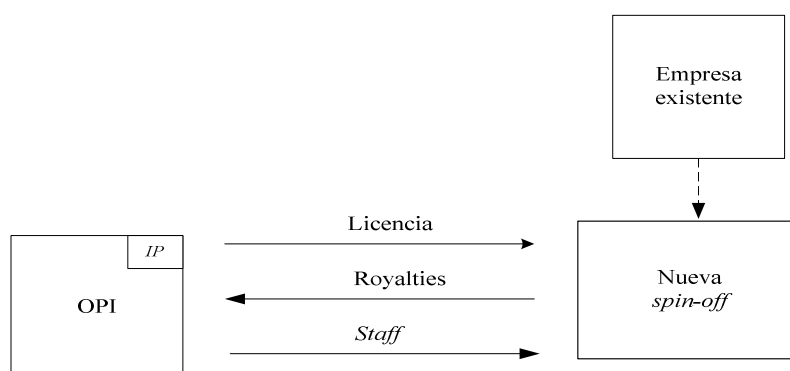 Empresa
existente
Licencia
IP
OPI
Royalties
Nueva
spin-off
Staff